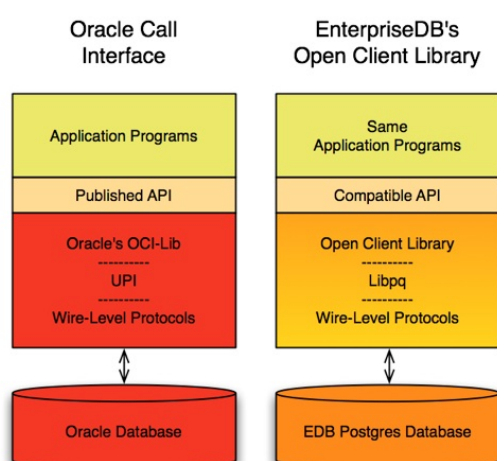 Oracle Call
Interface
Application Programs
Published API
Oracle's OCI-Lib
----------
UPI
----------
Wire-Level Protocols
Oracle Database
EnterpriseDB's
Open Client Library
Same
Application Programs
Compatible API
Open Client Library
----------
Libpq
----------
Wire-Level Protocols
EDB Postgres Database